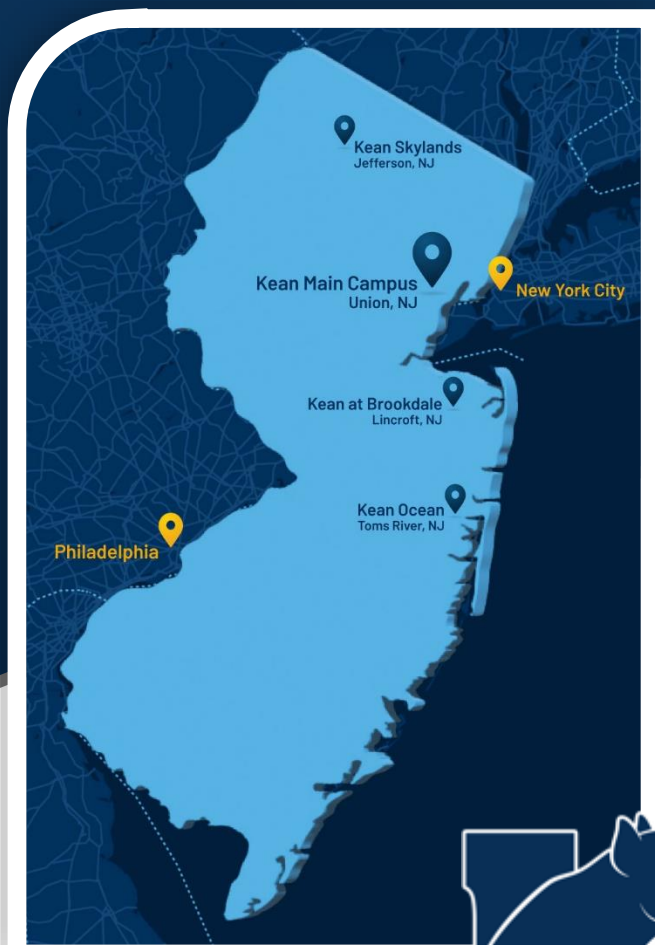 Kean Skylands
Jefferson, NJ
Kean Main Campus
Union, NJ
New York City
Kean at Brookdale
Lincroft, NJ
Kean Ocean
Toms River, NJ
Philadelphia